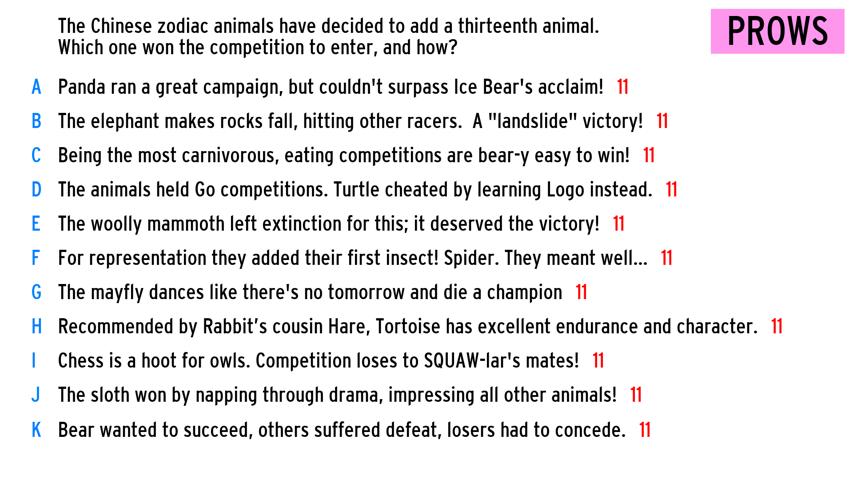 The Chinese zodiac animals have decided to add a thirteenth animal.
Which one won the competition to enter, and how?
PROWS
A Panda ran a great campaign, but couldn't surpass Ice Bear's acclaim! 11
B The elephant makes rocks fall, hitting other racers. A "landslide" victory! 11
C Being the most carnivorous, eating competitions are bear-y easy to win! 11
D The animals held Go competitions. Turtle cheated by learning Logo instead. 11
E The woolly mammoth left extinction for this; it deserved the victory! 11
F For representation they added their first insect! Spider. They meant well... 11
G The mayfly dances like there's no tomorrow and die a champion 11
H Recommended by Rabbit's cousin Hare, Tortoise has excellent endurance and character. 11
I Chess is a hoot for owls. Competition loses to SQUAW-lar's mates! 11
J The sloth won by napping through drama, impressing all other animals! 11
K Bear wanted to succeed, others suffered defeat, losers had to concede. 11